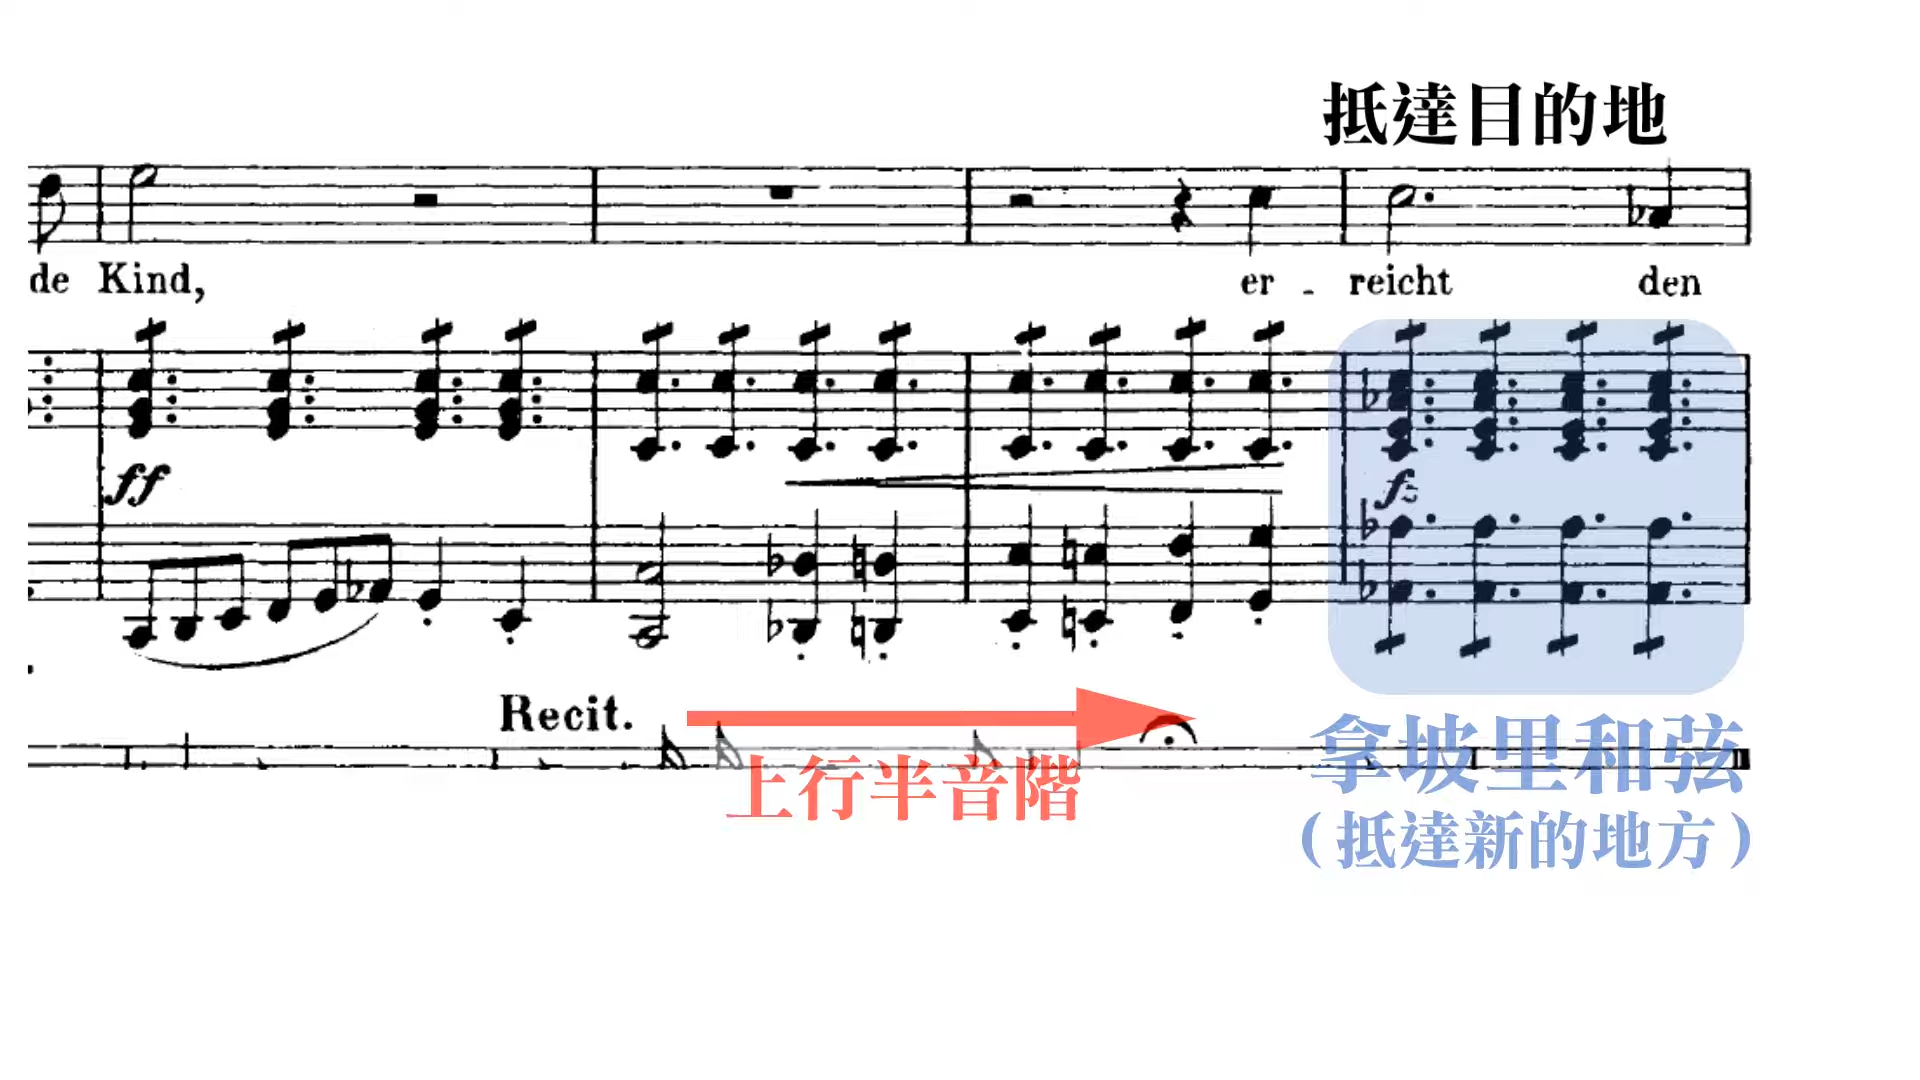 抵達目的地
de Kind, er - reicht den
ff fz
Recit.
上行半音階
拿坡里和弦
（抵達新的地方）